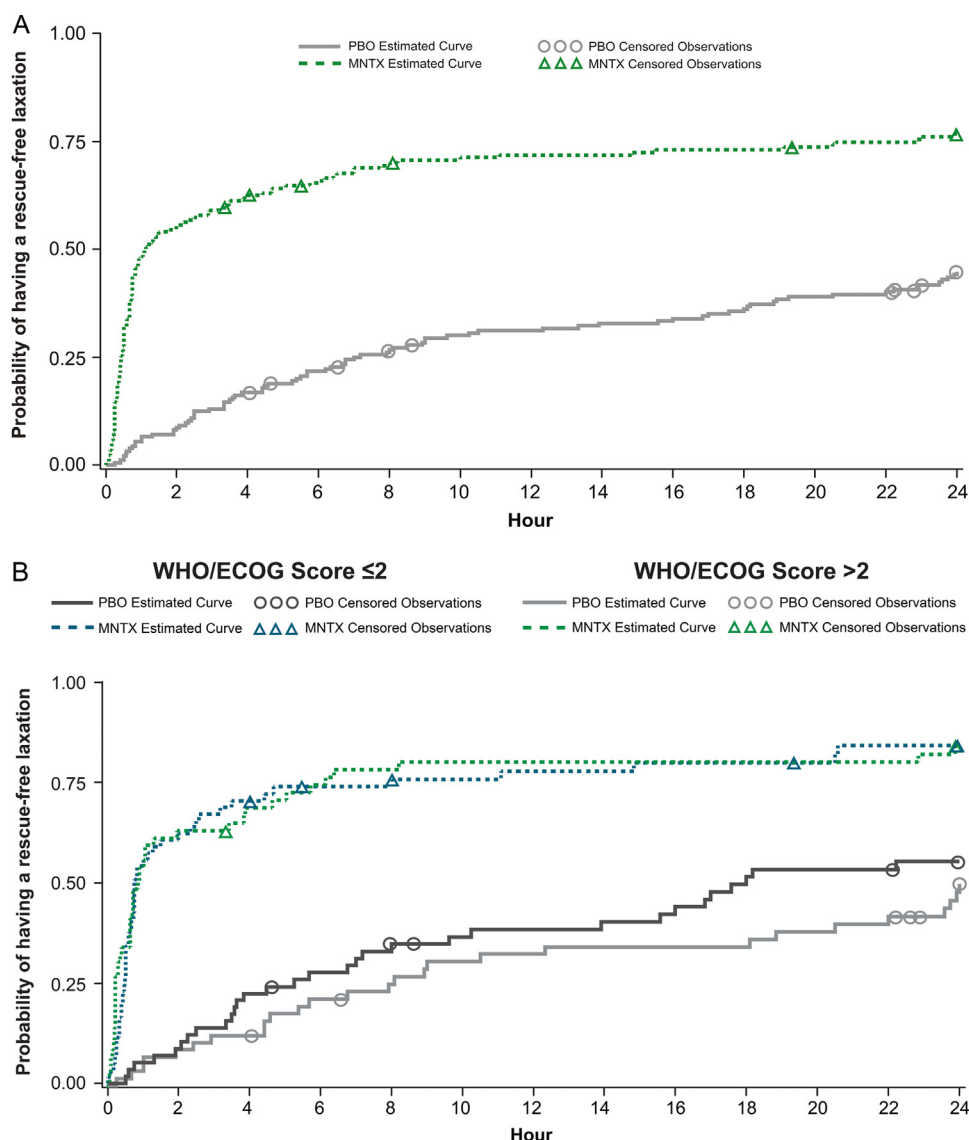 A
PBO Estimated Curve
PBO Censored Observations
MNTX Estimated Curve
MNTX Censored Observations
Probability of having a rescue-free laxation
1.00
0.75
0.50
0.25
0.00
0 2 4 6 8 10 12 14 16 18 20 22 24
Hour
B
WHO/ECOG Score ≤2
WHO/ECOG Score >2
PBO Estimated Curve
PBO Censored Observations
PBO Estimated Curve
PBO Censored Observations
MNTX Estimated Curve
MNTX Censored Observations
MNTX Estimated Curve
MNTX Censored Observations
Probability of having a rescue-free laxation
1.00
0.75
0.50
0.25
0.00
0 2 4 6 8 10 12 14 16 18 20 22 24
Hour